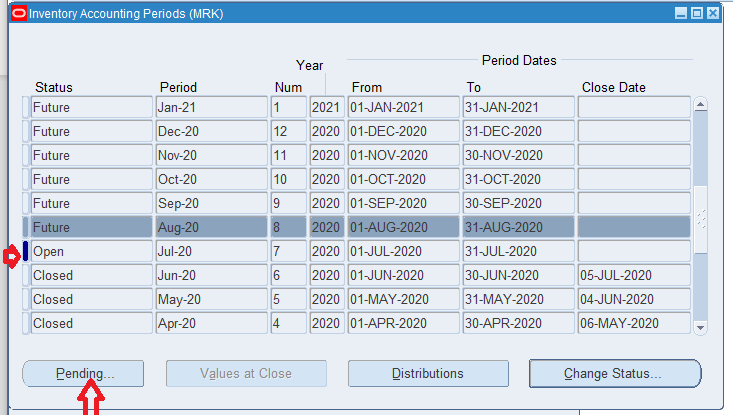 Inventory Accounting Periods (MRK)
Year Period Dates
Status Period Num From To Close Date
Future Jan-21 1 2021 01-JAN-2021 31-JAN-2021
Future Dec-20 12 2020 01-DEC-2020 31-DEC-2020
Future Nov-20 11 2020 01-NOV-2020 30-NOV-2020
Future Oct-20 10 2020 01-OCT-2020 31-OCT-2020
Future Sep-20 9 2020 01-SEP-2020 30-SEP-2020
Future Aug-20 8 2020 01-AUG-2020 31-AUG-2020
Open Jul-20 7 2020 01-JUL-2020 31-JUL-2020
Closed Jun-20 6 2020 01-JUN-2020 30-JUN-2020 05-JUL-2020
Closed May-20 5 2020 01-MAY-2020 31-MAY-2020 04-JUN-2020
Closed Apr-20 4 2020 01-APR-2020 30-APR-2020 06-MAY-2020
Pending... Values at Close Distributions Change Status...